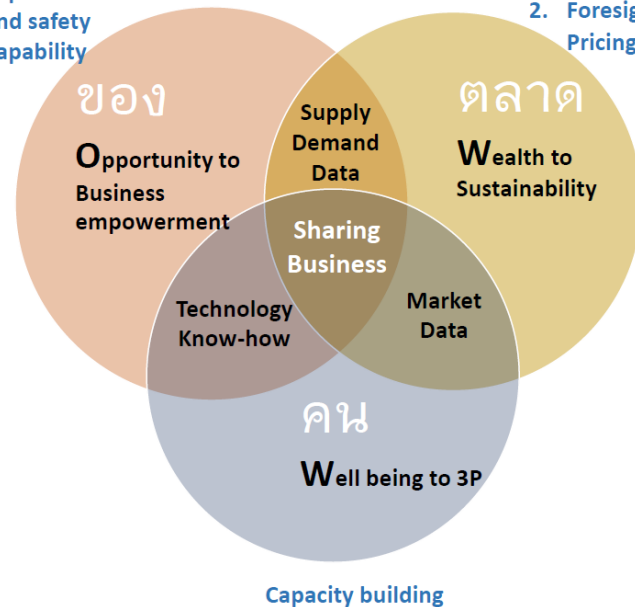 nd safety
apability
2. Foresig
Pricing
ของ
Opportunity to
Business
empowerment
Supply
Demand
Data
ตลาด
Wealth to
Sustainability
Sharing
Business
Technology
Know-how
Market
Data
คน
Well being to 3P
Capacity building